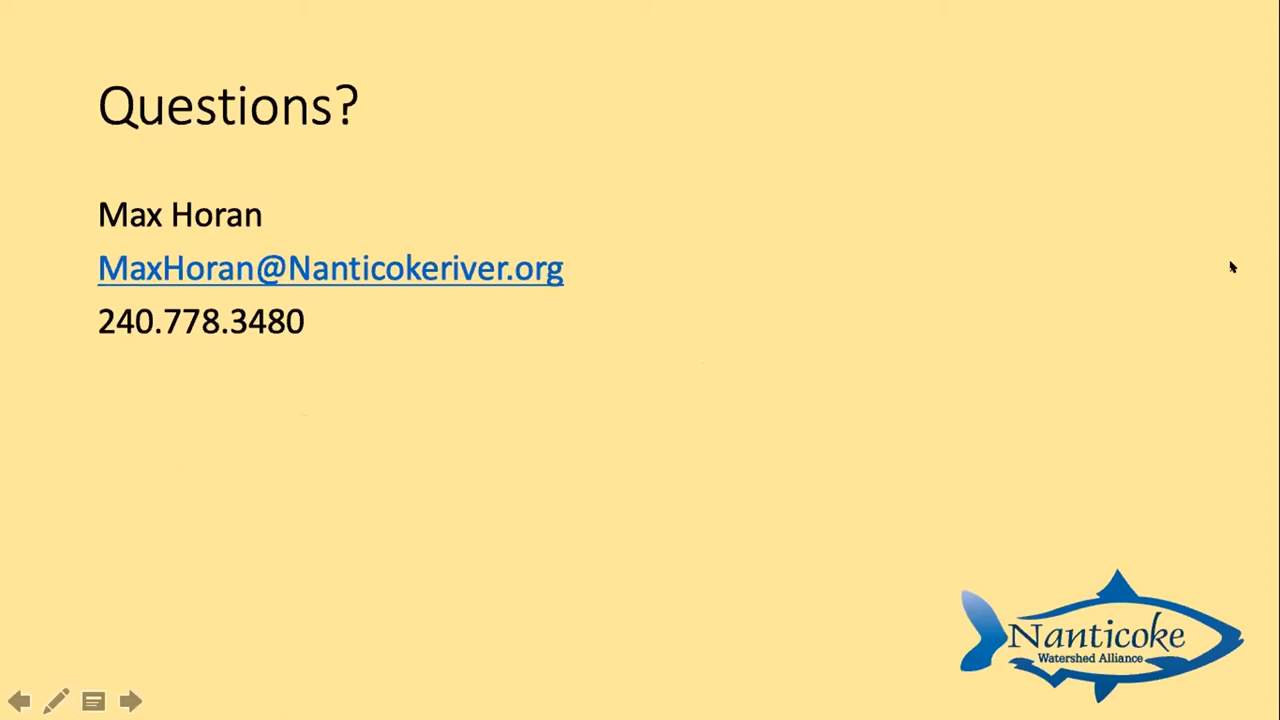 Questions?
Max Horan
MaxHoran@Nanticokeriver.org
240.778.3480
Nanticoke
Watershed Alliance